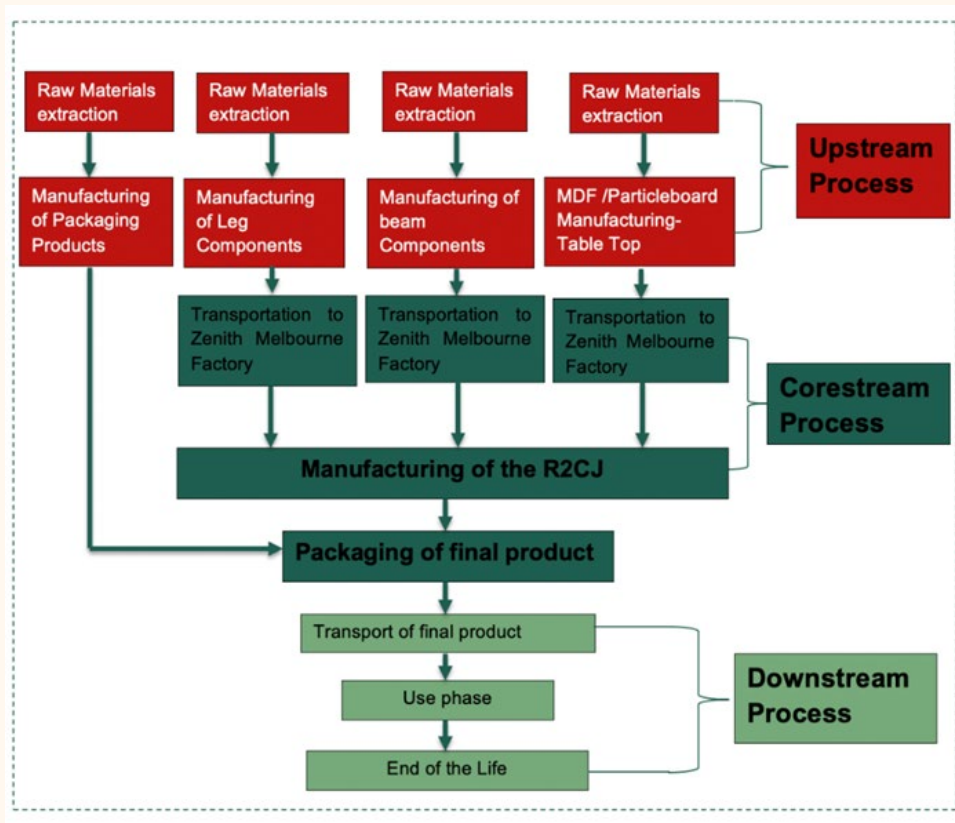 Raw Materials
extraction
Raw Materials
extraction
Raw Materials
extraction
Raw Materials
extraction
Upstream
Process
Manufacturing
of Packaging
Products
Manufacturing
of Leg
Components
Manufacturing of
beam
Components
MDF /Particleboard
Manufacturing-
Table Top
Transportation to
Zenith Melbourne
Factory
Transportation to
Zenith Melbourne
Factory
Transportation to
Zenith Melbourne
Factory
Corestream
Process
Manufacturing of the R2CJ
Packaging of final product
Transport of final product
Use phase
End of the Life
Downstream
Process